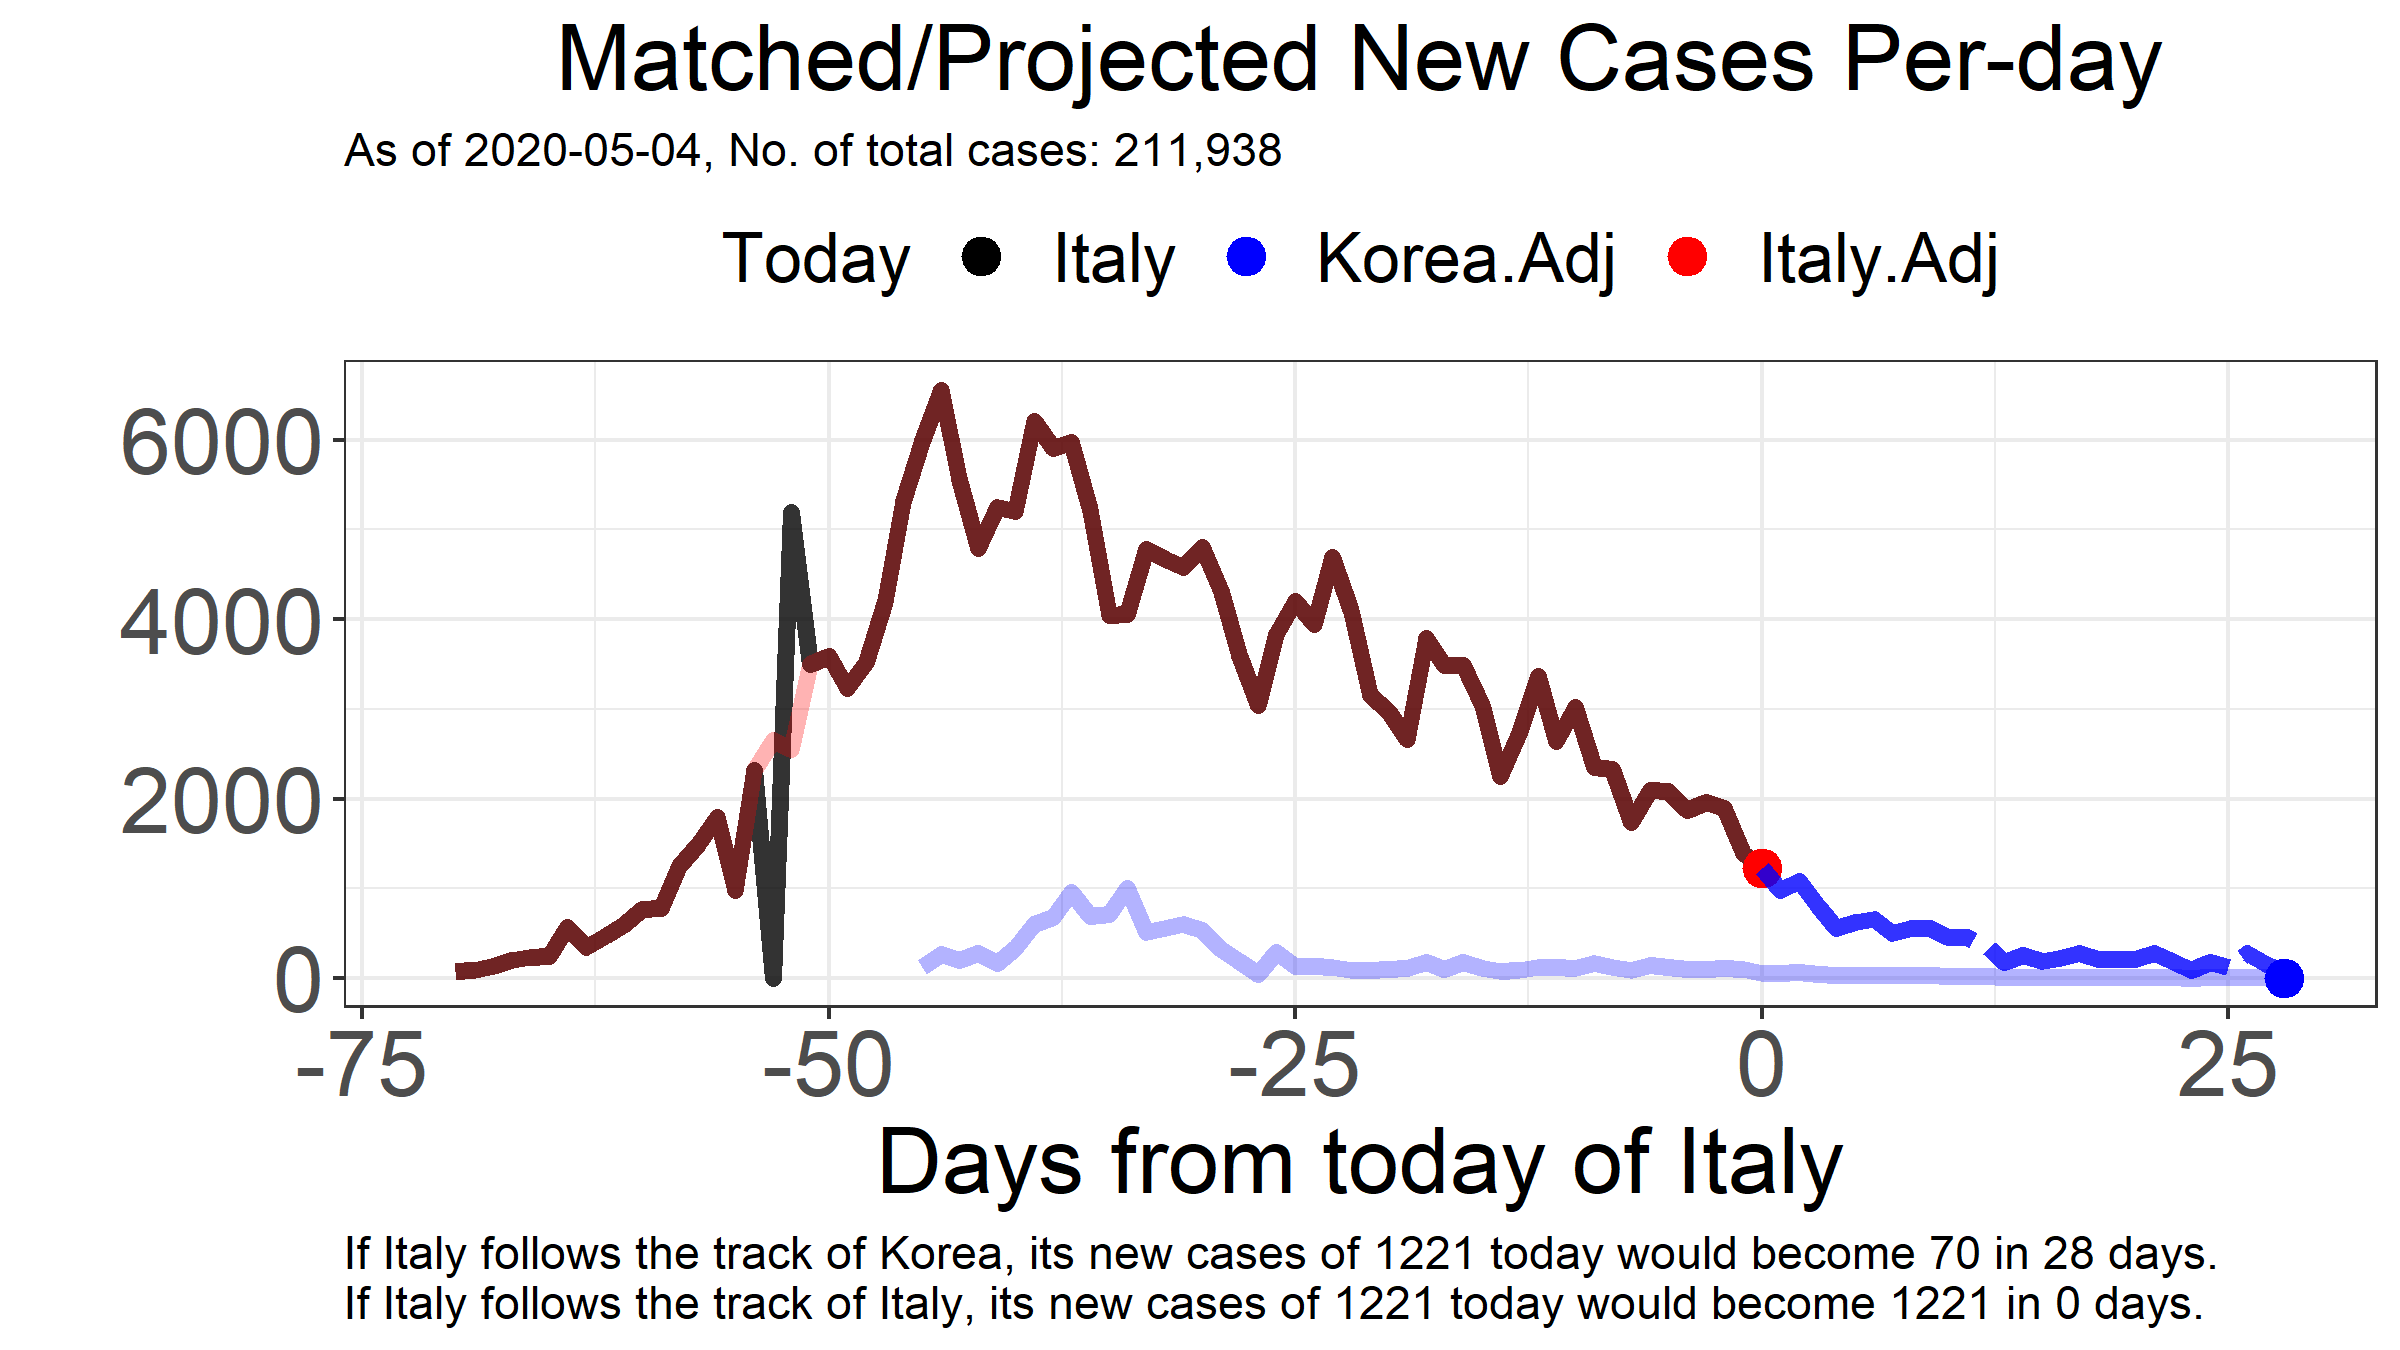 Matched/Projected New Cases Per-day
As of 2020-05-04, No. of total cases: 211,938
Today Italy Korea.Adj Italy.Adj
6000
4000
2000
0
-75 -50 -25 0 25
Days from today of Italy
If Italy follows the track of Korea, its new cases of 1221 today would become 70 in 28 days.
If Italy follows the track of Italy, its new cases of 1221 today would become 1221 in 0 days.